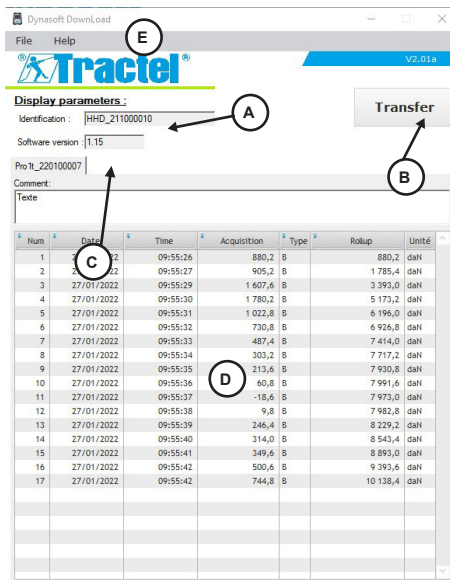 Dynasoft DownLoad
File Help E
Tractel®
V2.01a
Display parameters :
Identification : HHD_211000010 A
Transfer
Software version : 1.15
B
Pro1t_220100007
Comment:
Texte
C
Num Date Time Acquisition Type Rollup Unité
1 09:55:26 880,2 B 880,2 daN
2 09:55:27 905,2 B 1 785,4 daN
3 27/01/2022 09:55:29 1 607,6 B 3 393,0 daN
4 27/01/2022 09:55:30 1 780,2 B 5 173,2 daN
5 27/01/2022 09:55:31 1 022,8 B 6 196,0 daN
6 27/01/2022 09:55:32 730,8 B 6 926,8 daN
7 27/01/2022 09:55:33 487,4 B 7 414,0 daN
8 27/01/2022 09:55:34 303,2 B 7 717,2 daN
9 27/01/2022 09:55:35 213,6 B 7 930,8 daN
D
10 27/01/2022 09:55:36 60,8 B 7 991,6 daN
11 27/01/2022 09:55:37 -18,6 B 7 973,0 daN
12 27/01/2022 09:55:38 9,8 B 7 982,8 daN
13 27/01/2022 09:55:39 246,4 B 8 229,2 daN
14 27/01/2022 09:55:40 314,0 B 8 543,4 daN
15 27/01/2022 09:55:41 349,6 B 8 893,0 daN
16 27/01/2022 09:55:42 500,6 B 9 393,6 daN
17 27/01/2022 09:55:42 744,8 B 10 138,4 daN